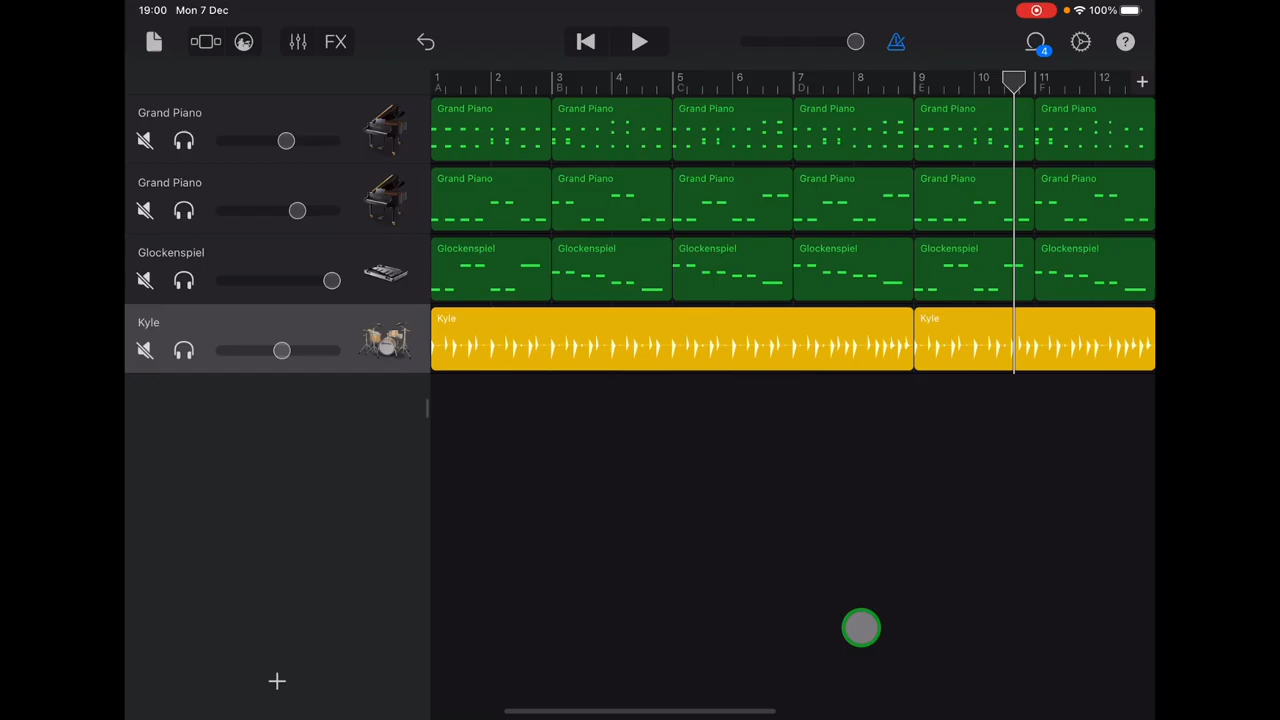 19:00 Mon 7 Dec
100%
FX
4
?
1 2 3 4 5 6 7 8 9 10 11 12 +
A B C D E F
Grand Piano
Grand Piano Grand Piano Grand Piano Grand Piano Grand Piano Grand Piano
Grand Piano
Grand Piano Grand Piano Grand Piano Grand Piano Grand Piano Grand Piano
Glockenspiel
Glockenspiel Glockenspiel Glockenspiel Glockenspiel Glockenspiel Glockenspiel
Kyle
Kyle Kyle
+